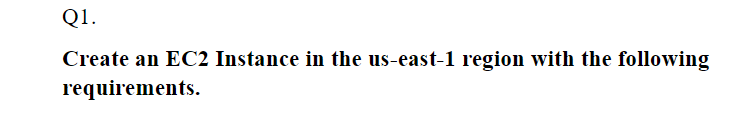 Q1.
Create an EC2 Instance in the us-east-1 region with the following
requirements.